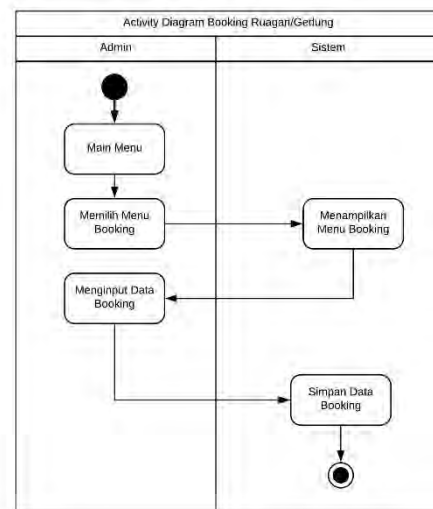 Activity Diagram Booking Ruagan/Gedung
Admin
Sistem
Main Menu
Memilih Menu
Booking
Menampilkan
Menu Booking
Menginput Data
Booking
Simpan Data
Booking